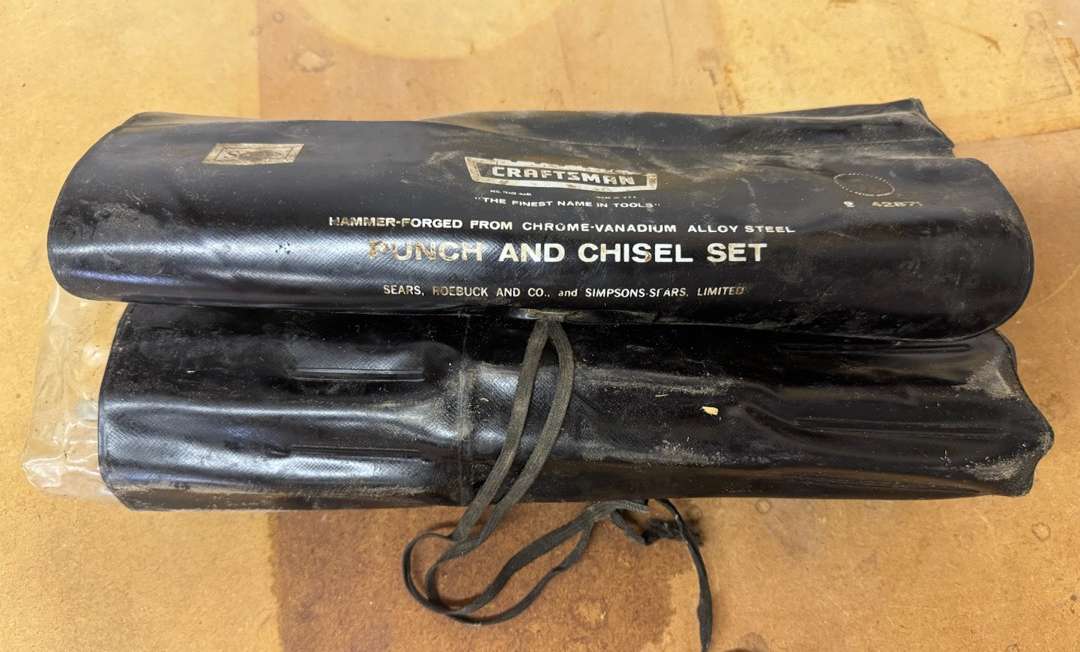 CRAFTSMAN
"THE FINEST NAME IN TOOLS"
HAMMER-FORGED FROM CHROME-VANADIUM ALLOY STEEL
PUNCH AND CHISEL SET
SEARS, ROEBUCK AND CO., and SIMPSONS-SEARS, LIMITED